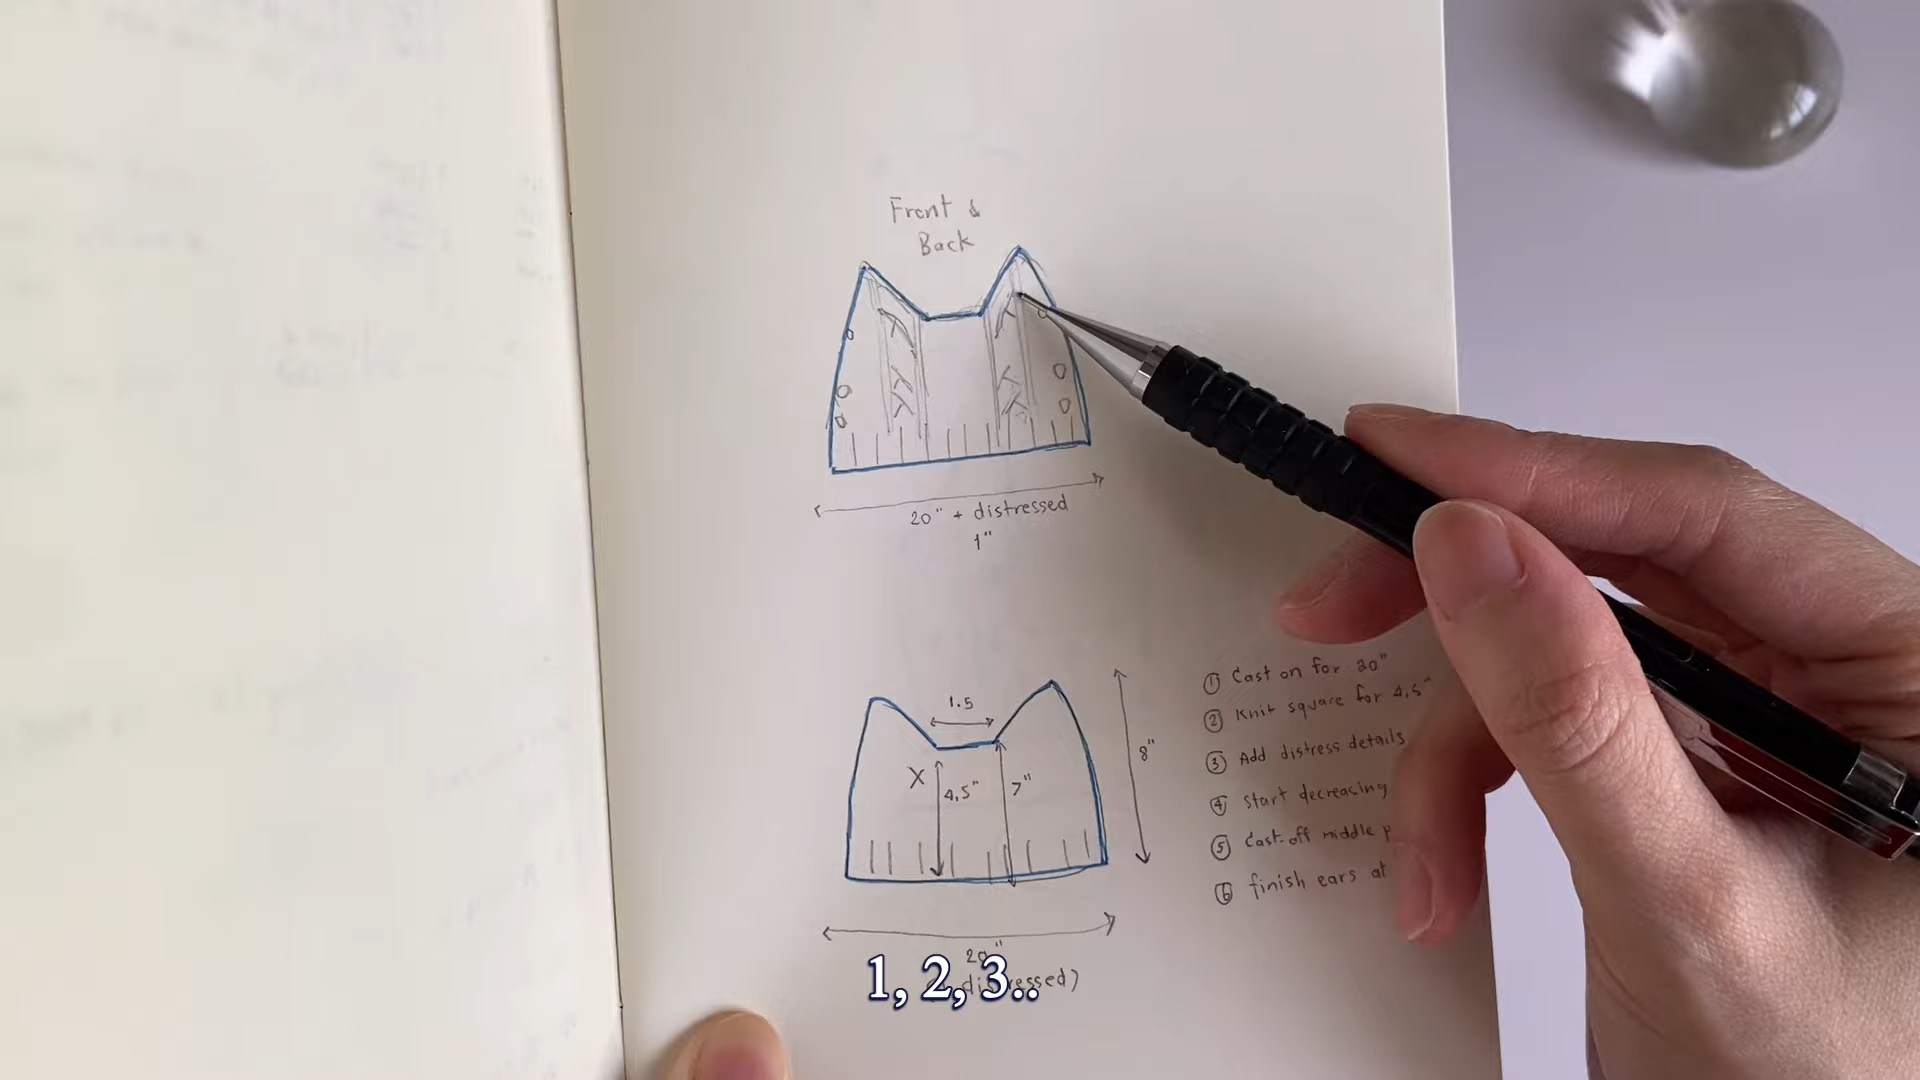 Front &
Back
20" + distressed
1"
1.5
X
4.5"
7"
8"
20"
distressed)
① Cast on for 20"
② Knit square for 4.5"
③ Add distress details
④ Start decreasing
⑤ Cast off middle p
⑥ finish ears at
1, 2, 3..